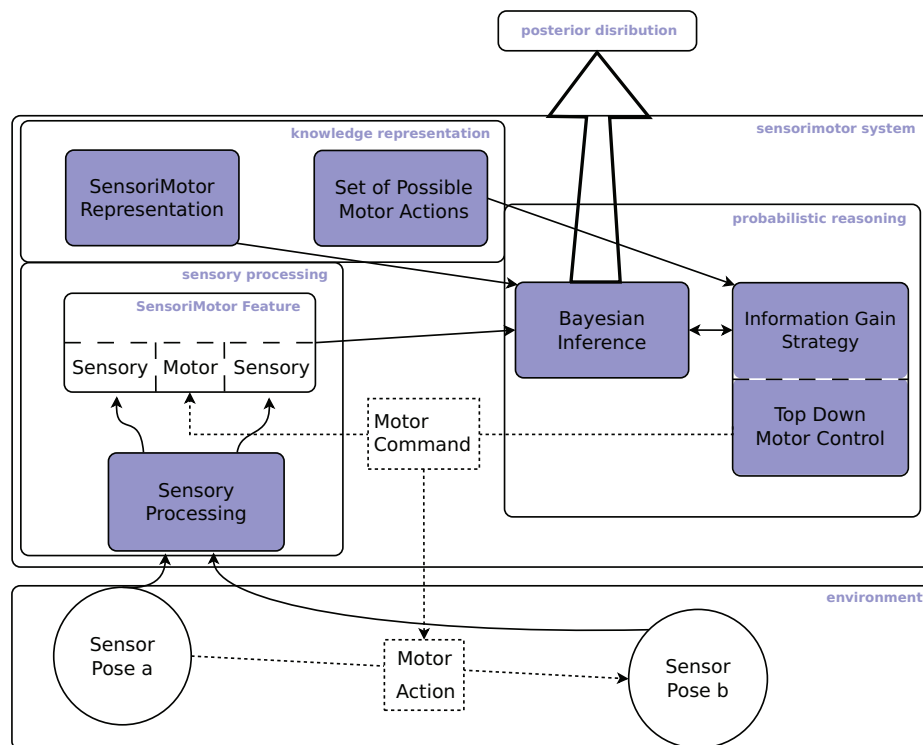 posterior disribution
knowledge representation
sensorimotor system
SensoriMotor
Representation
Set of Possible
Motor Actions
probabilistic reasoning
sensory processing
SensoriMotor Feature
Sensory
Motor
Sensory
Bayesian
Inference
Information Gain
Strategy
Top Down
Motor Control
Motor
Command
Sensory
Processing
environment
Sensor
Pose a
Motor
Action
Sensor
Pose b